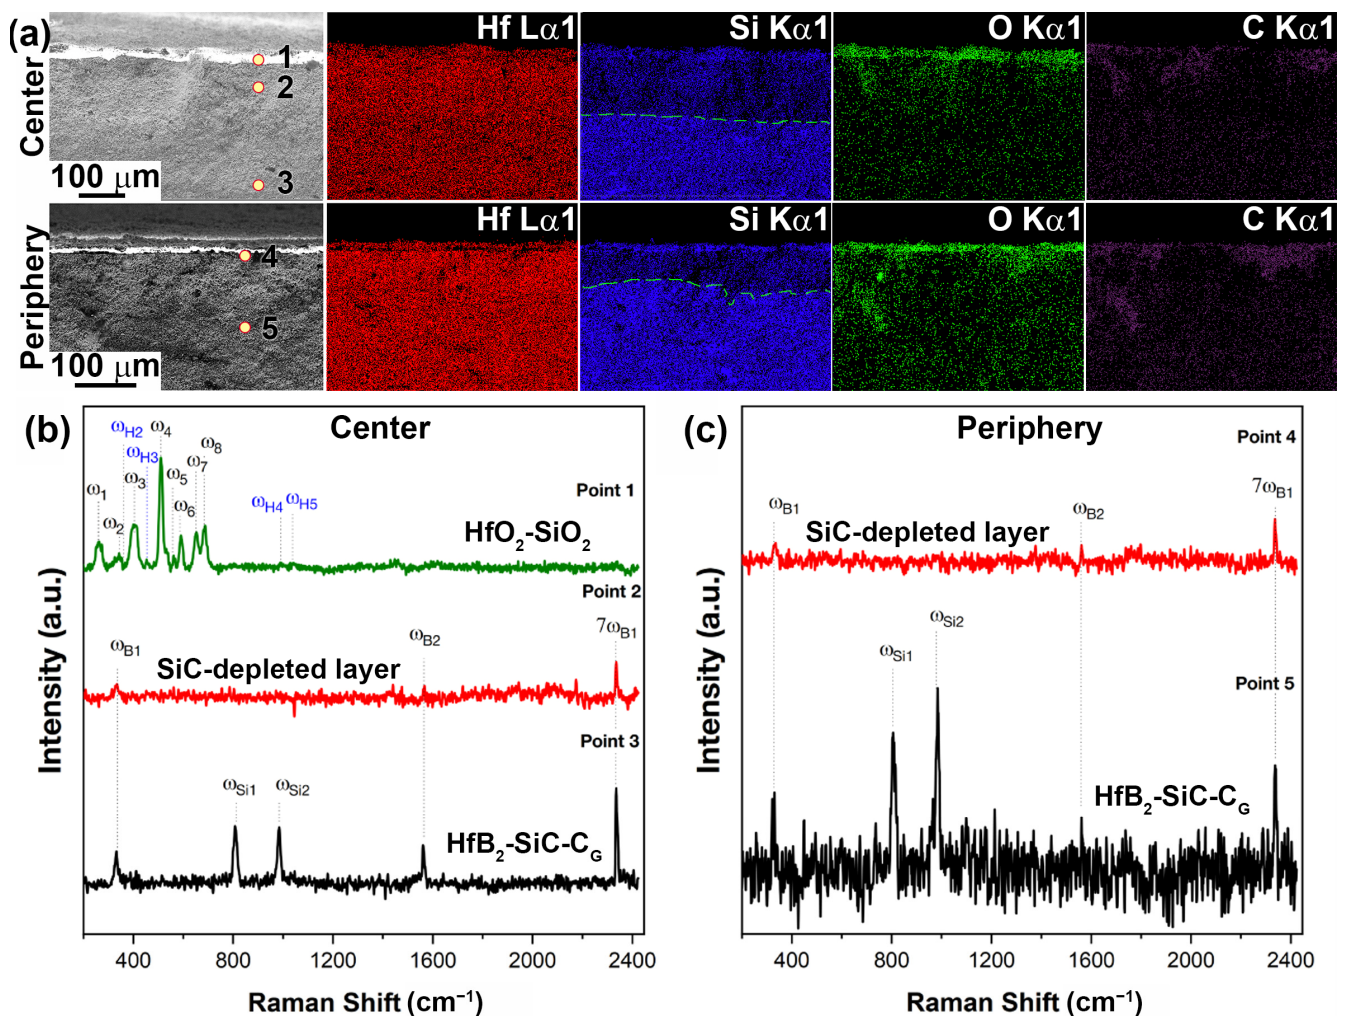 (a)
Center
1
2
3
100 μm
Hf Lα1
Si Kα1
O Kα1
C Kα1
Periphery
4
5
100 μm
Hf Lα1
Si Kα1
O Kα1
C Kα1
(b)
Center
ω1
ω2
ωH2
ω3
ωH3
ω4
ω5
ω6
ω7
ω8
ωH4
ωH5
Point 1
HfO2-SiO2
Point 2
ωB1
SiC-depleted layer
ωB2
7ωB1
Point 3
ωSi1
ωSi2
HfB2-SiC-CG
Intensity (a.u.)
400
800
1200
1600
2000
2400
Raman Shift (cm−1)
(c)
Periphery
Point 4
ωB1
SiC-depleted layer
ωB2
7ωB1
ωSi1
ωSi2
Point 5
HfB2-SiC-CG
Intensity (a.u.)
400
800
1200
1600
2000
2400
Raman Shift (cm−1)